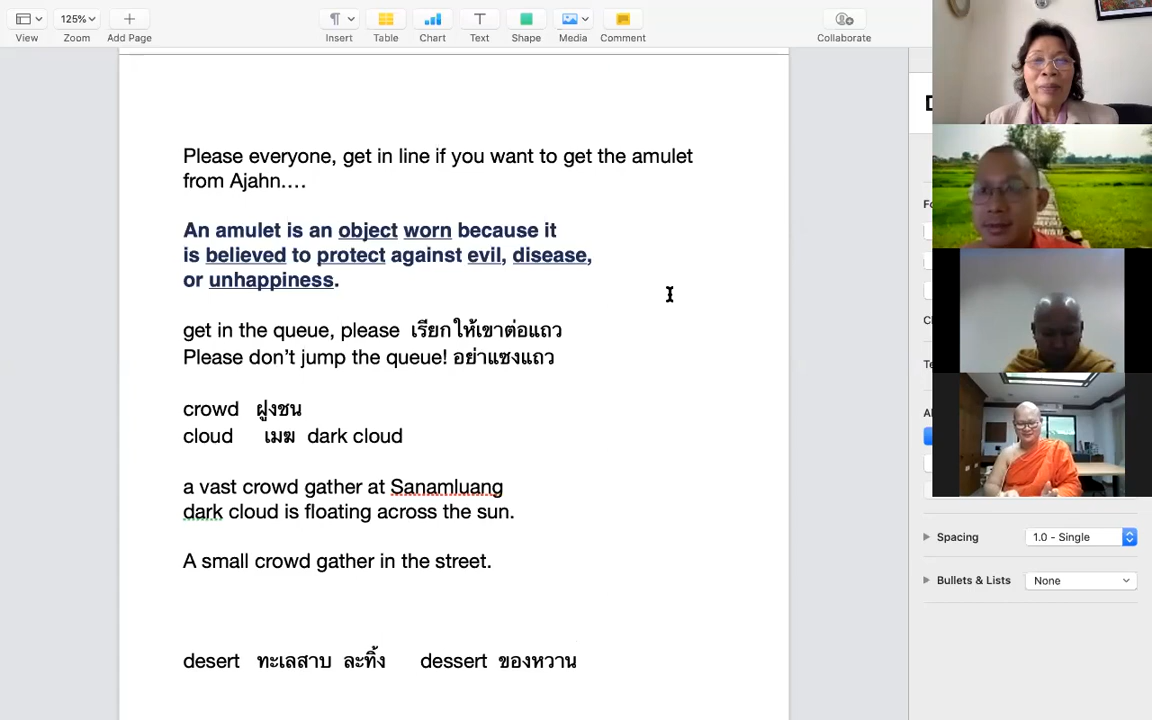 125%
View
Zoom
Add Page
Insert
Table
Chart
Text
Shape
Media
Comment
Collaborate
Please everyone, get in line if you want to get the amulet
from Ajahn….
An amulet is an object worn because it
is believed to protect against evil, disease,
or unhappiness.
get in the queue, please เรียกให้เขาต่อแถว
Please don’t jump the queue! อย่าแซงแถว
crowd ฝูงชน
cloud เมฆ dark cloud
a vast crowd gather at Sanamluang
dark cloud is floating across the sun.
A small crowd gather in the street.
desert ทะเลสาบ ละทิ้ง dessert ของหวาน
Spacing 1.0 - Single
Bullets & Lists None